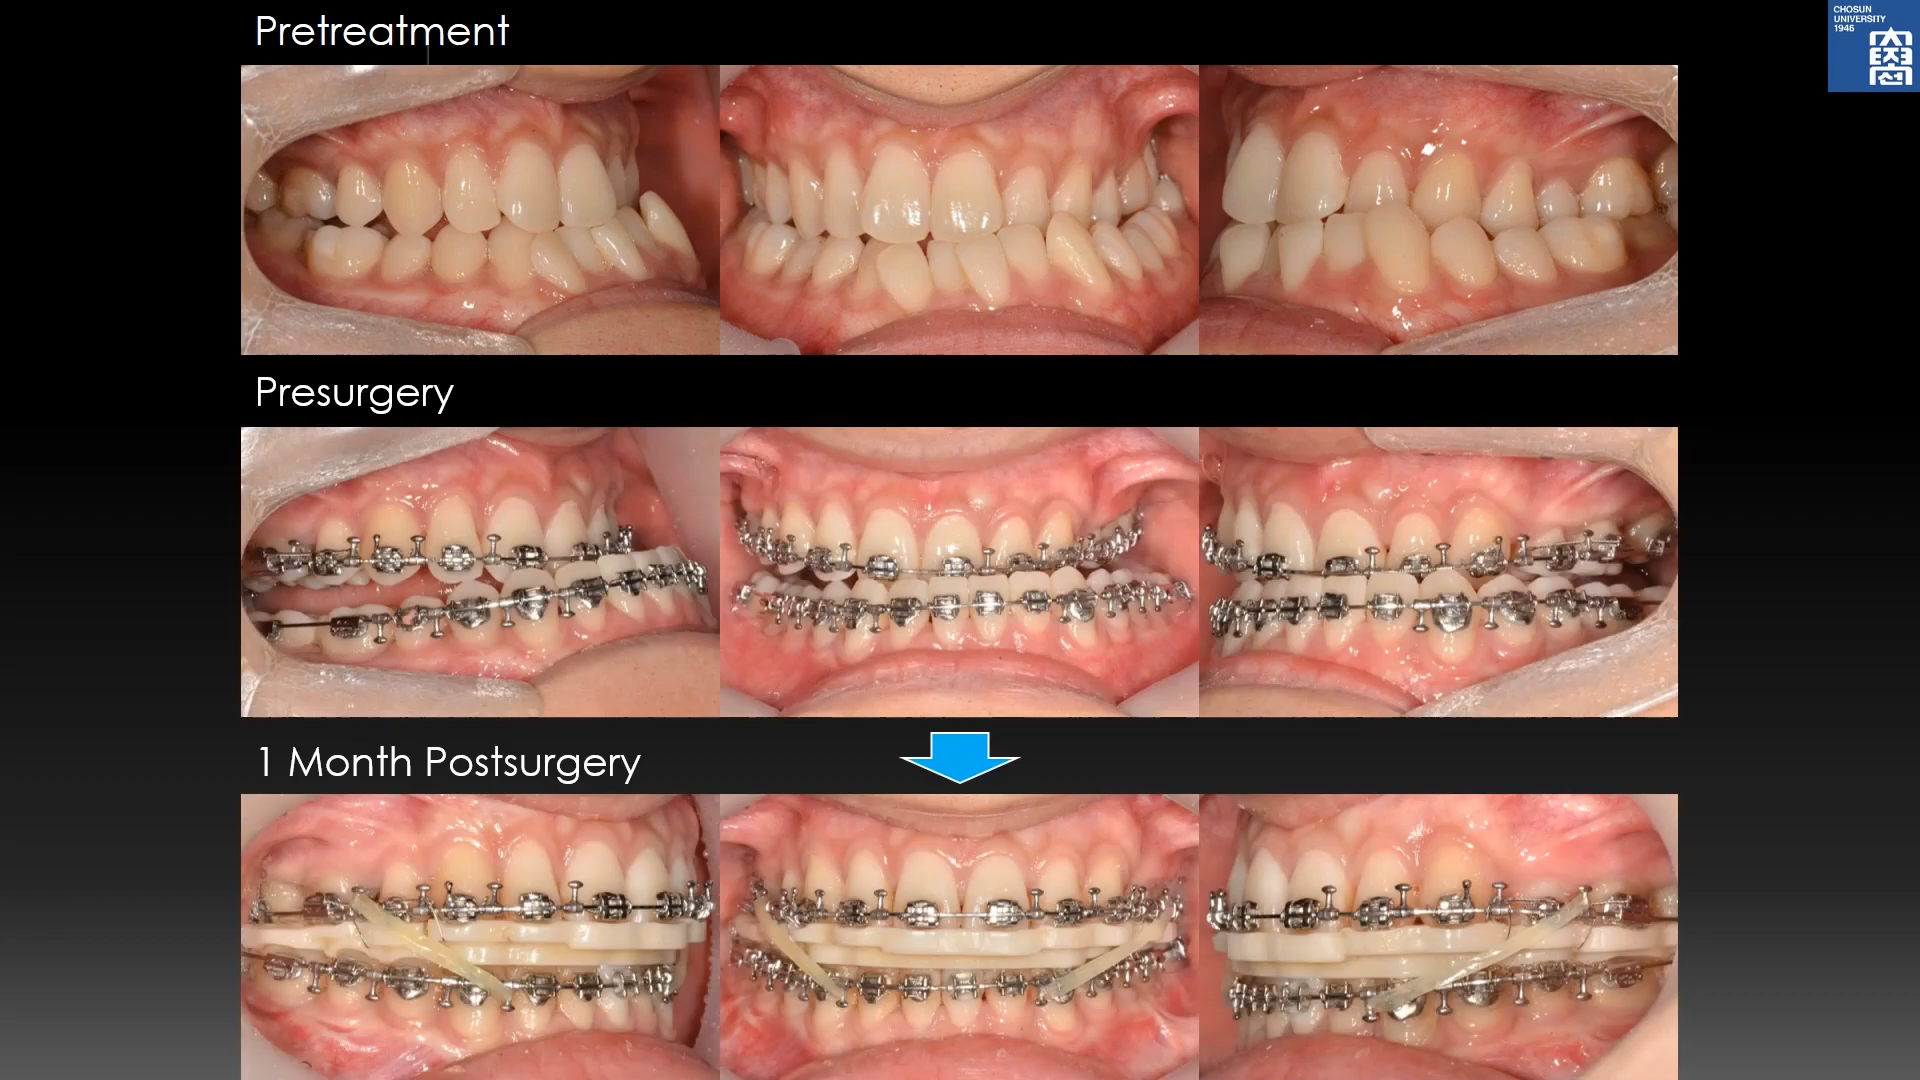 Pretreatment
CHOSUN
UNIVERSITY
1946
Presurgery
1 Month Postsurgery